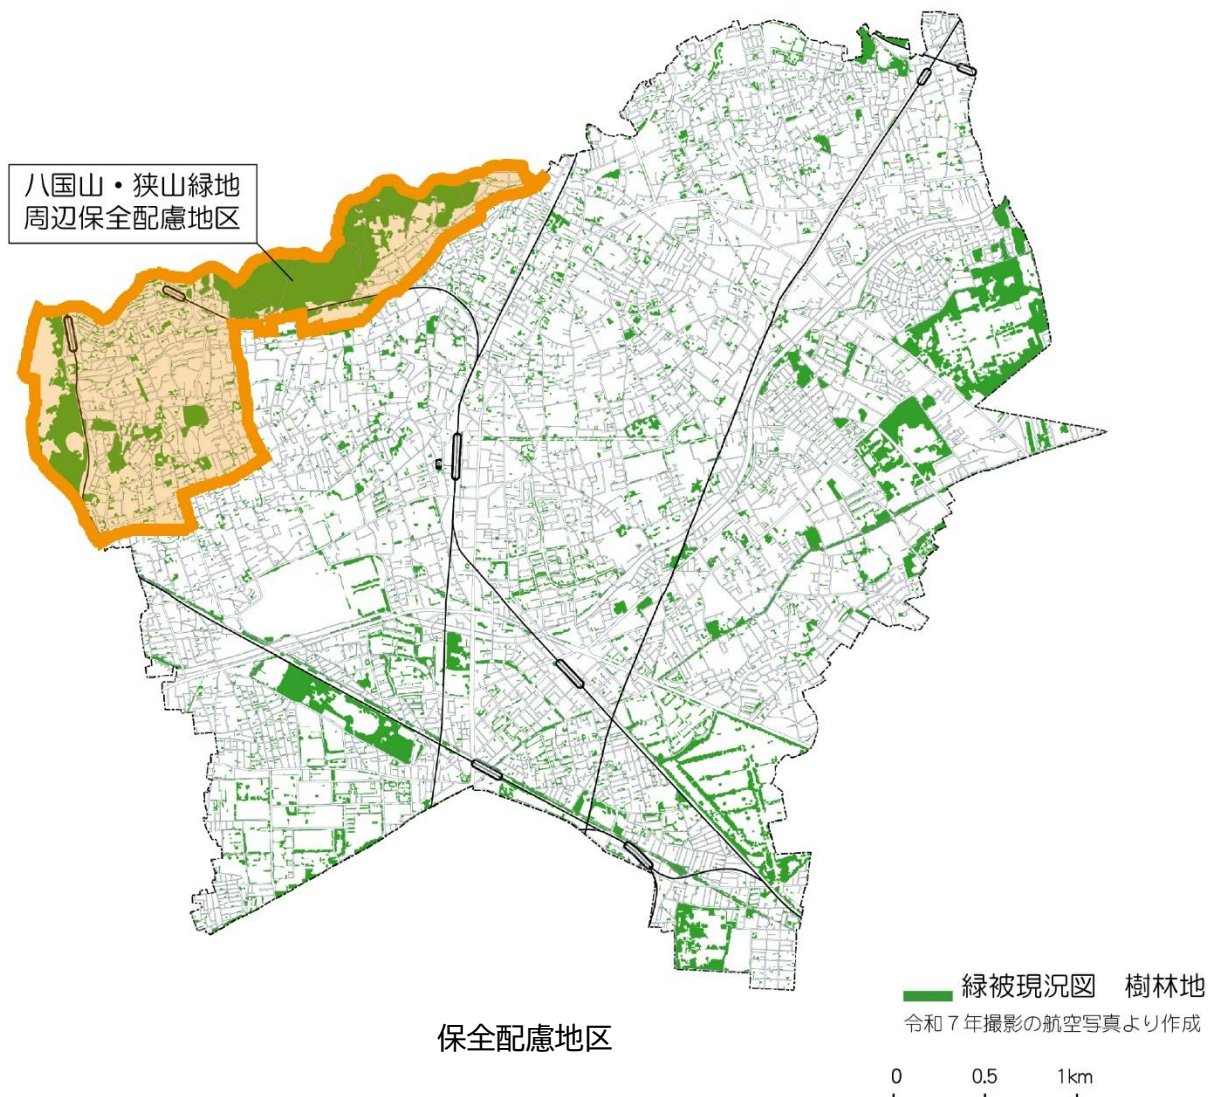 八国山・狭山緑地
周辺保全配慮地区
緑被現況図　樹林地
令和７年撮影の航空写真より作成
保全配慮地区
0 0.5 1km